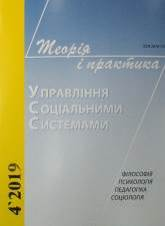 Теорія
і практика
УПРАВЛІННЯ
СОЦІАЛЬНИМИ
СИСТЕМАМИ
ФІЛОСОФІЯ
ПСИХОЛОГІЯ
ПЕДАГОГІКА
СОЦІОЛОГІЯ
4'2019